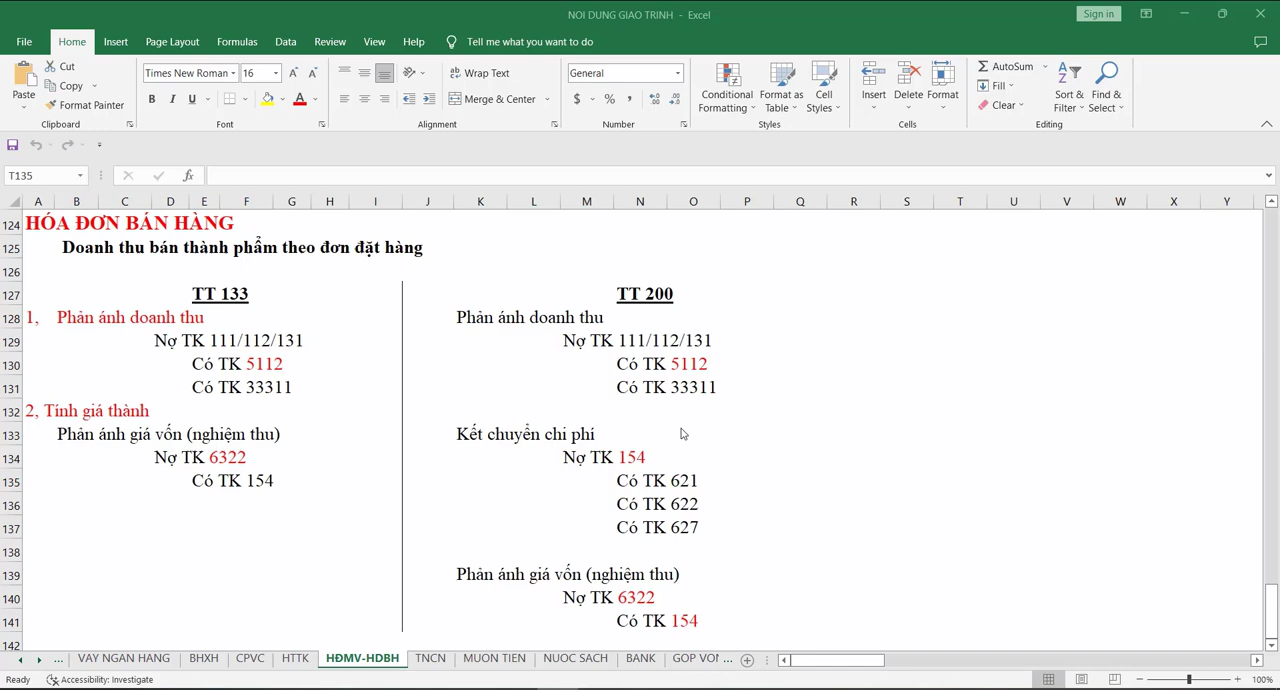 NOI DUNG GIAO TRINH - Excel
Sign in
File Home Insert Page Layout Formulas Data Review View Help Tell me what you want to do
Paste
Cut
Copy
Format Painter
Clipboard
Times New Roman 16
B I U
Font
Wrap Text
Merge & Center
Alignment
General
$ % ,
Number
Conditional Formatting
Format as Table
Cell Styles
Styles
Insert
Delete
Format
Cells
AutoSum
Fill
Clear
Sort & Filter
Find & Select
Editing
T135
fx
A B C D E F G H I J K L M N O P Q R S T U V W X Y
124 HÓA ĐƠN BÁN HÀNG
125 Doanh thu bán thành phẩm theo đơn đặt hàng
126
127 TT 133 TT 200
128 1, Phản ánh doanh thu Phản ánh doanh thu
129 Nợ TK 111/112/131 Nợ TK 111/112/131
130 Có TK 5112 Có TK 5112
131 Có TK 33311 Có TK 33311
132 2, Tính giá thành
133 Phản ánh giá vốn (nghiệm thu) Kết chuyển chi phí
134 Nợ TK 6322 Nợ TK 154
135 Có TK 154 Có TK 621
136 Có TK 622
137 Có TK 627
138
139 Phản ánh giá vốn (nghiệm thu)
140 Nợ TK 6322
141 Có TK 154
142
... VAY NGAN HANG BHXH CPVC HTTK HĐMV-HDBH TNCN MUON TIEN NUOC SACH BANK GOP VON ...
Ready Accessibility: Investigate 100%